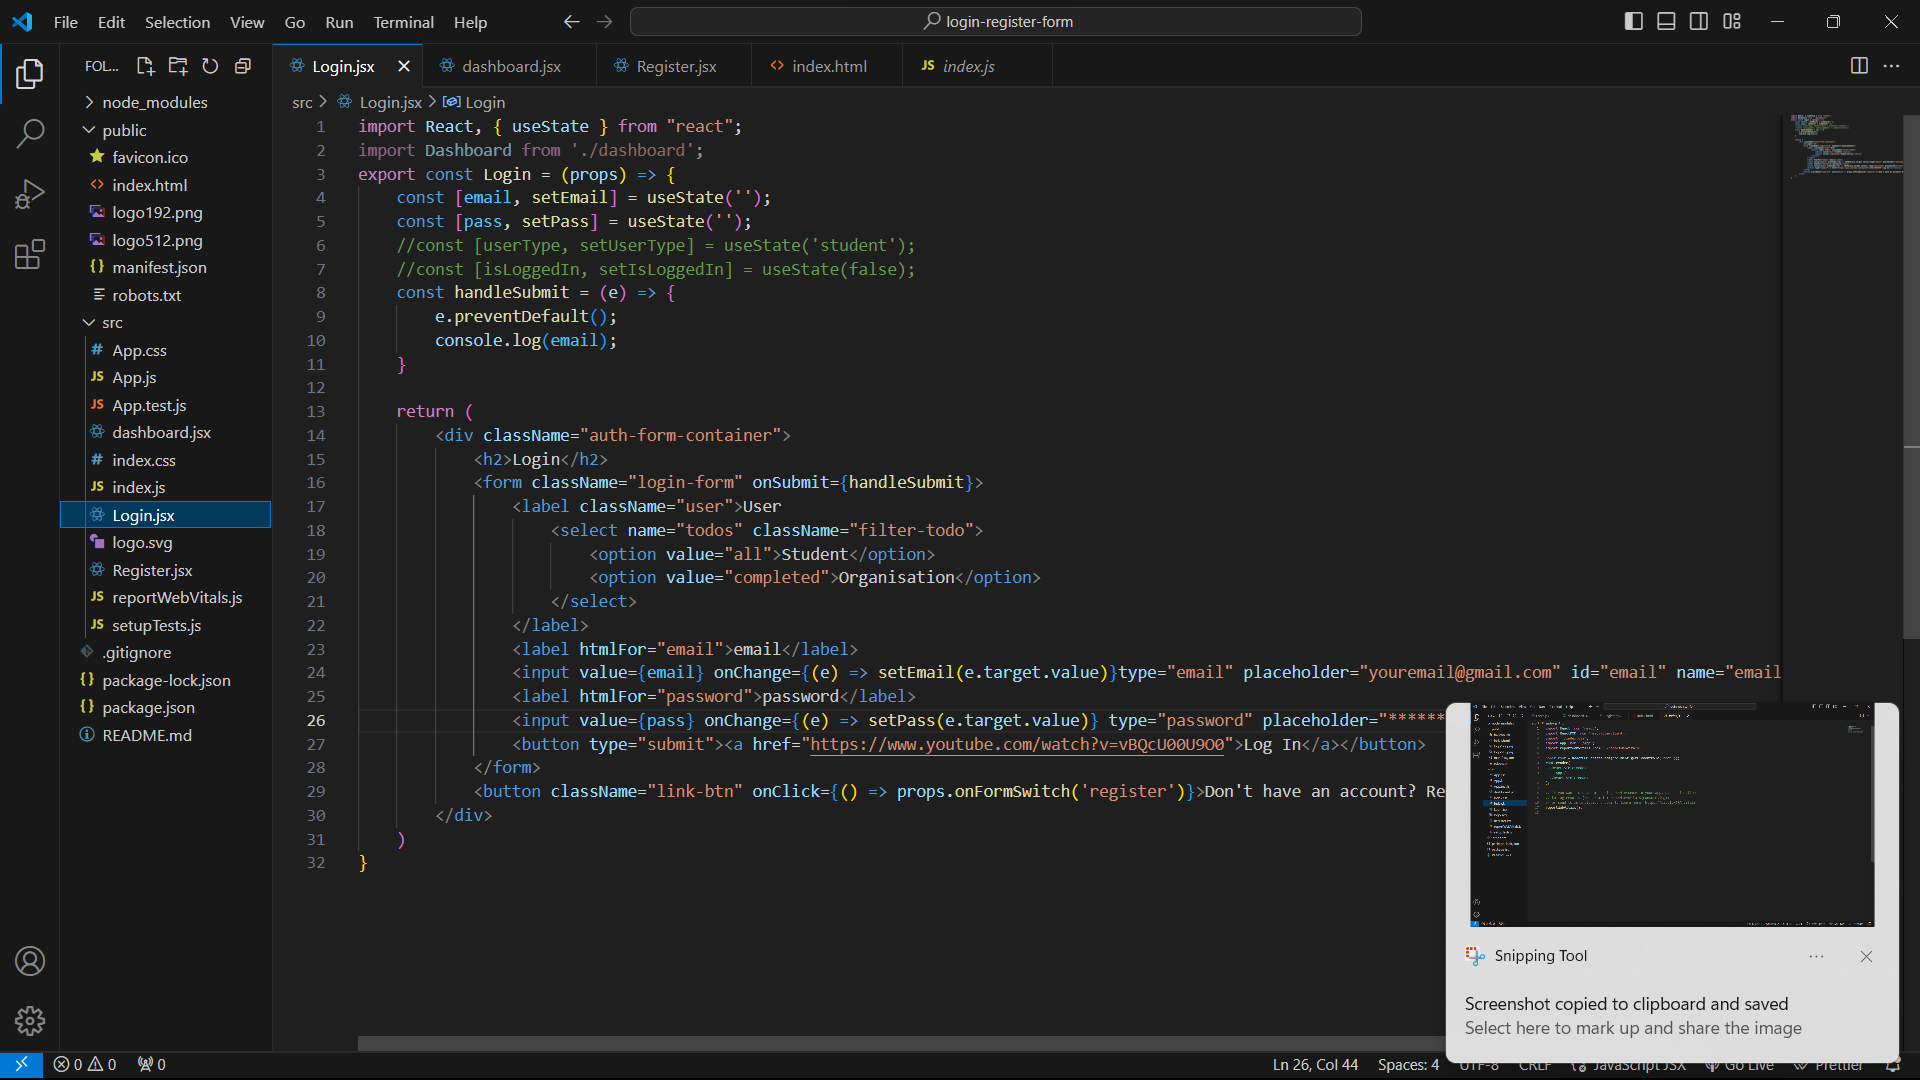 File Edit Selection View Go Run Terminal Help
login-register-form
FOL...
node_modules
public
favicon.ico
index.html
logo192.png
logo512.png
manifest.json
robots.txt
src
App.css
App.js
App.test.js
dashboard.jsx
index.css
index.js
Login.jsx
logo.svg
Register.jsx
reportWebVitals.js
setupTests.js
.gitignore
package-lock.json
package.json
README.md
Login.jsx dashboard.jsx Register.jsx index.html JS index.js
src > Login.jsx > Login
1 import React, { useState } from "react";
2 import Dashboard from './dashboard';
3 export const Login = (props) => {
4 const [email, setEmail] = useState('');
5 const [pass, setPass] = useState('');
6 //const [userType, setUserType] = useState('student');
7 //const [isLoggedIn, setIsLoggedIn] = useState(false);
8 const handleSubmit = (e) => {
9 e.preventDefault();
10 console.log(email);
11 }
12
13 return (
14 <div className="auth-form-container">
15 <h2>Login</h2>
16 <form className="login-form" onSubmit={handleSubmit}>
17 <label className="user">User
18 <select name="todos" className="filter-todo">
19 <option value="all">Student</option>
20 <option value="completed">Organisation</option>
21 </select>
22 </label>
23 <label htmlFor="email">email</label>
24 <input value={email} onChange={(e) => setEmail(e.target.value)}type="email" placeholder="youremail@gmail.com" id="email" name="email
25 <label htmlFor="password">password</label>
26 <input value={pass} onChange={(e) => setPass(e.target.value)} type="password" placeholder="******
27 <button type="submit"><a href="https://www.youtube.com/watch?v=vBQcU00U9O0">Log In</a></button>
28 </form>
29 <button className="link-btn" onClick={() => props.onFormSwitch('register')}>Don't have an account? Re
30 </div>
31 )
32 }
Snipping Tool
Screenshot copied to clipboard and saved
Select here to mark up and share the image
0 0 0
Ln 26, Col 44 Spaces: 4 UTF-8 CRLF JavaScript JSX Go Live Prettier